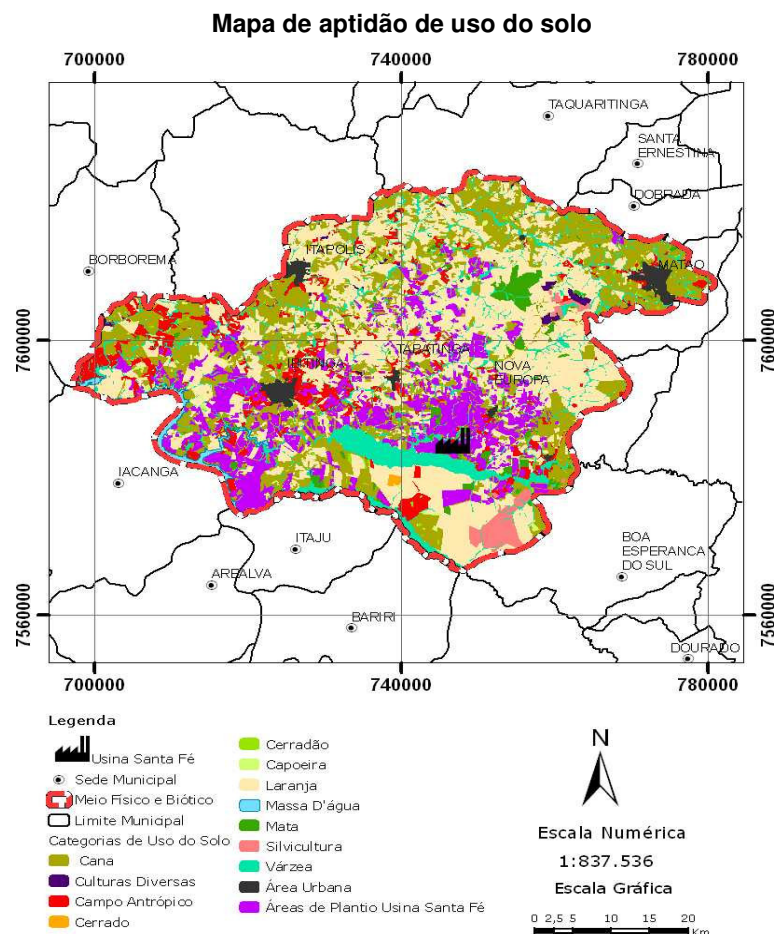 Mapa de aptidão de uso do solo
700000 740000 780000
TAQUARITINGA
SANTA
ERNESTINA
DOBRADA
BORBOREMA
ITAPOLIS
MATAO
7600000 7600000
IBITINGA
TABATINGA
NOVA
EUROPA
IACANGA
ITAJU
BOA
ESPERANCA
DO SUL
AREALVA
7560000 7560000
BARIRI
DOURADO
700000 740000 780000
Legenda
Usina Santa Fé
Sede Municipal
Meio Físico e Biótico
Limite Municipal
Categorias de Uso do Solo
Cana
Culturas Diversas
Campo Antrópico
Cerrado
Cerradão
Capoeira
Laranja
Massa D'água
Mata
Silvicultura
Várzea
Área Urbana
Áreas de Plantio Usina Santa Fé
N
Escala Numérica
1:837.536
Escala Gráfica
0 2,5 5 10 15 20
Km